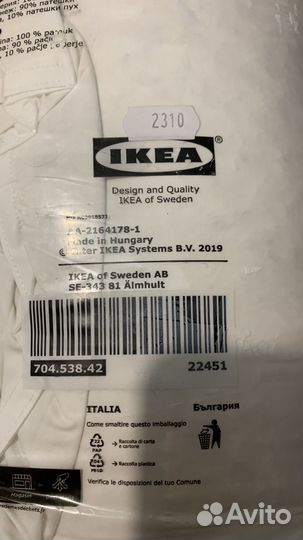 90% патешки
10% патешки пух
100 % pamuk
90 % pačje
10 % pačje
2310
IKEA®
Design and Quality
IKEA of Sweden
AA-2164178-1
Made in Hungary
© Inter IKEA Systems B.V. 2019
IKEA of Sweden AB
SE-343 81 Älmhult
704.538.42
22451
ITALIA
България
Come smaltire questo imballaggio
PAP
→ Raccolta di carta e cartone
→ Raccolta plastica
Verifica le disposizioni del tuo Comune
Magasin
Avito